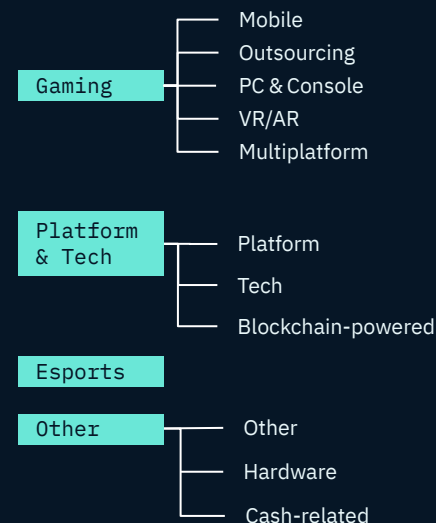 Gaming
Mobile
Outsourcing
PC & Console
VR/AR
Multiplatform
Platform
& Tech
Platform
Tech
Blockchain-powered
Esports
Other
Other
Hardware
Cash-related